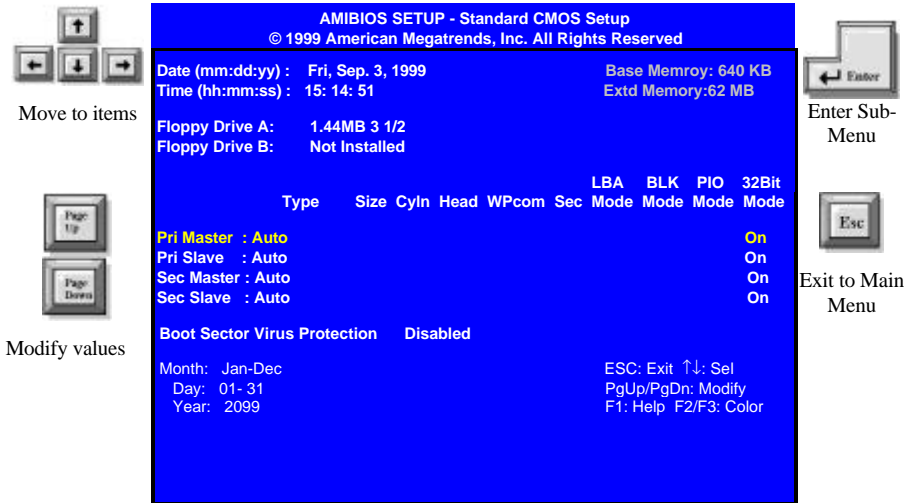 AMIBIOS SETUP - Standard CMOS Setup
© 1999 American Megatrends, Inc. All Rights Reserved
Date (mm:dd:yy) : Fri, Sep. 3, 1999 Base Memroy: 640 KB
Time (hh:mm:ss) : 15: 14: 51 Extd Memory:62 MB
Floppy Drive A: 1.44MB 3 1/2
Floppy Drive B: Not Installed
LBA BLK PIO 32Bit
Type Size Cyln Head WPcom Sec Mode Mode Mode Mode
Pri Master : Auto On
Pri Slave : Auto On
Sec Master : Auto On
Sec Slave : Auto On
Boot Sector Virus Protection Disabled
Month: Jan-Dec ESC: Exit ↑↓: Sel
Day: 01- 31 PgUp/PgDn: Modify
Year: 2099 F1: Help F2/F3: Color
Move to items
Page
Up
Page
Down
Modify values
Enter
Enter Sub-
Menu
Esc
Exit to Main
Menu